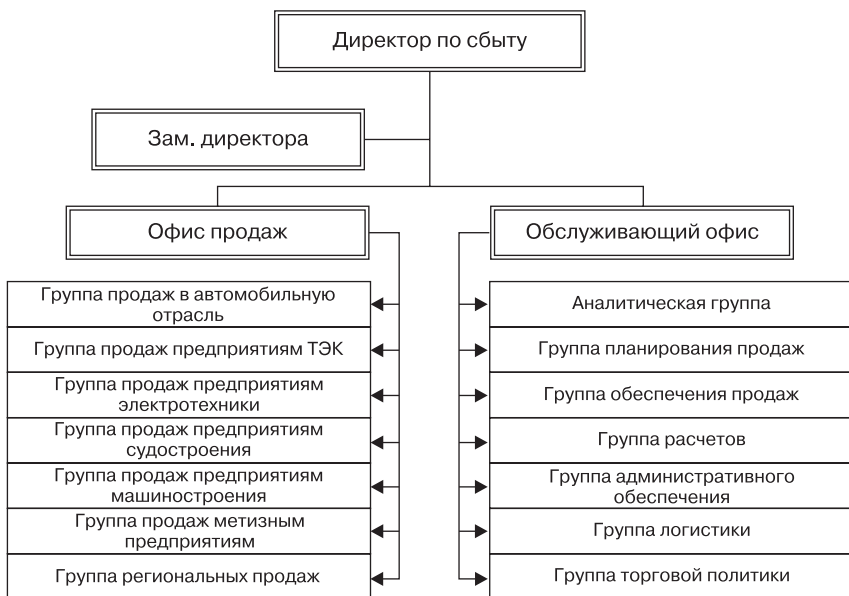 Директор по сбыту
Зам. директора
Офис продаж
Группа продаж в автомобильную
отрасль
Группа продаж предприятиям ТЭК
Группа продаж предприятиям
электротехники
Группа продаж предприятиям
судостроения
Группа продаж предприятиям
машиностроения
Группа продаж метизным
предприятиям
Группа региональных продаж
Обслуживающий офис
Аналитическая группа
Группа планирования продаж
Группа обеспечения продаж
Группа расчетов
Группа административного
обеспечения
Группа логистики
Группа торговой политики